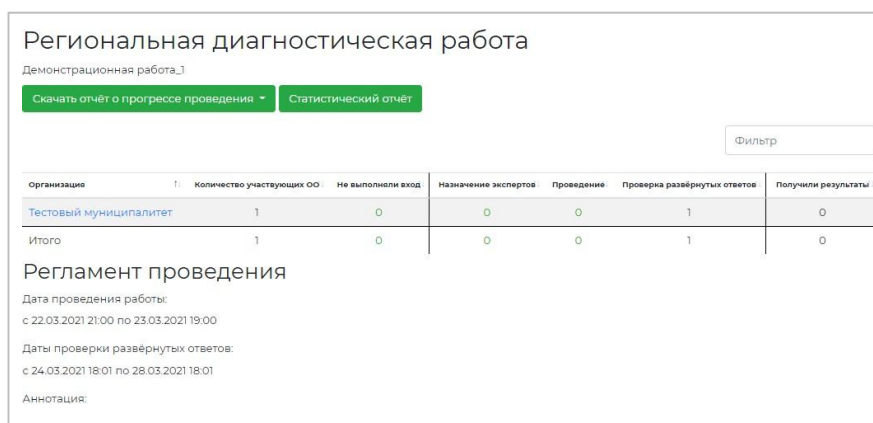 Региональная диагностическая работа
Демонстрационная работа_1
Скачать отчёт о прогрессе проведения Статистический отчёт
Фильтр
Организация Количество участвующих ОО Не выполняли вход Назначение экспертов Проведение Проверка развёрнутых ответов Получили результаты
Тестовый муниципалитет 1 0 0 0 1 0
Итого 1 0 0 0 1 0
Регламент проведения
Дата проведения работы:
с 22.03.2021 21:00 по 23.03.2021 19:00
Даты проверки развёрнутых ответов:
с 24.03.2021 18:01 по 28.03.2021 18:01
Аннотация: